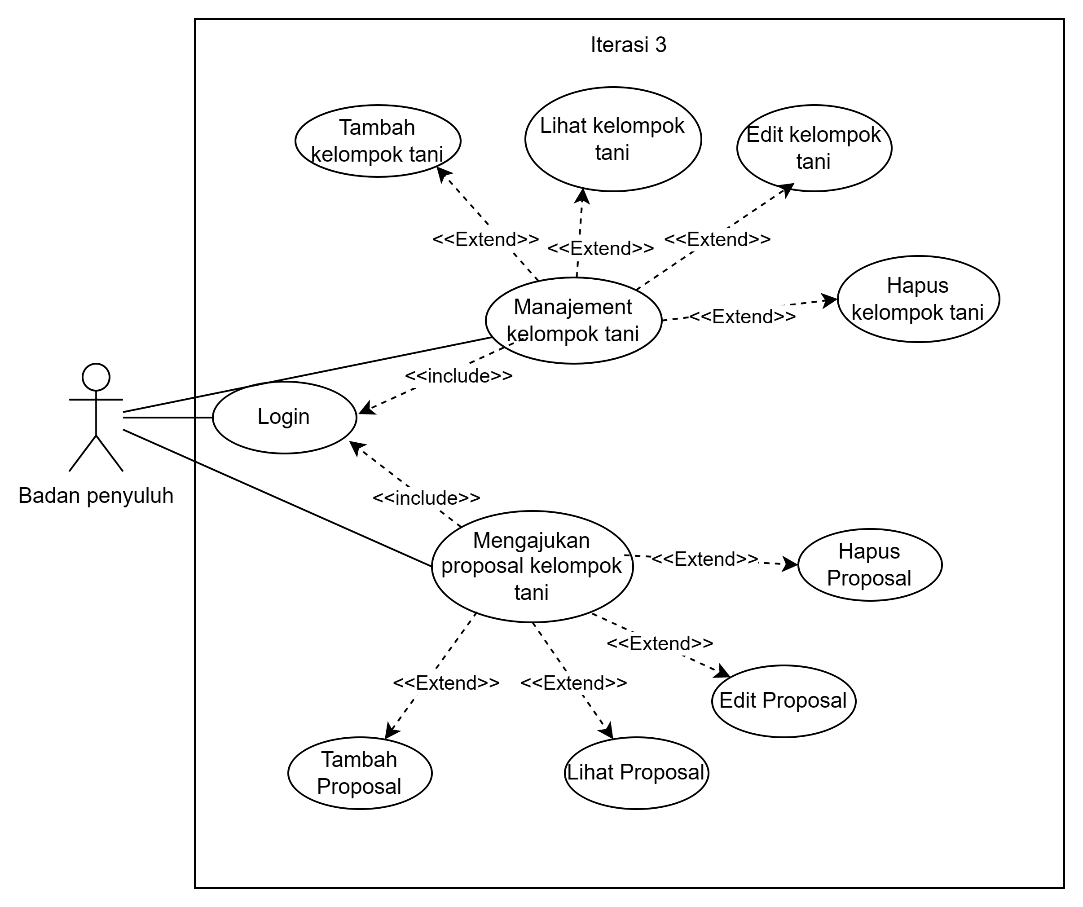 Iterasi 3
Tambah
kelompok tani
Lihat kelompok
tani
Edit kelompok
tani
<<Extend>>
<<Extend>>
<<Extend>>
Hapus
kelompok tani
<<Extend>>
Manajement
kelompok tani
<<include>>
Login
Badan penyuluh
<<include>>
Mengajukan
proposal kelompok
tani
<<Extend>>
Hapus
Proposal
<<Extend>>
<<Extend>>
<<Extend>>
Edit Proposal
Tambah
Proposal
Lihat Proposal